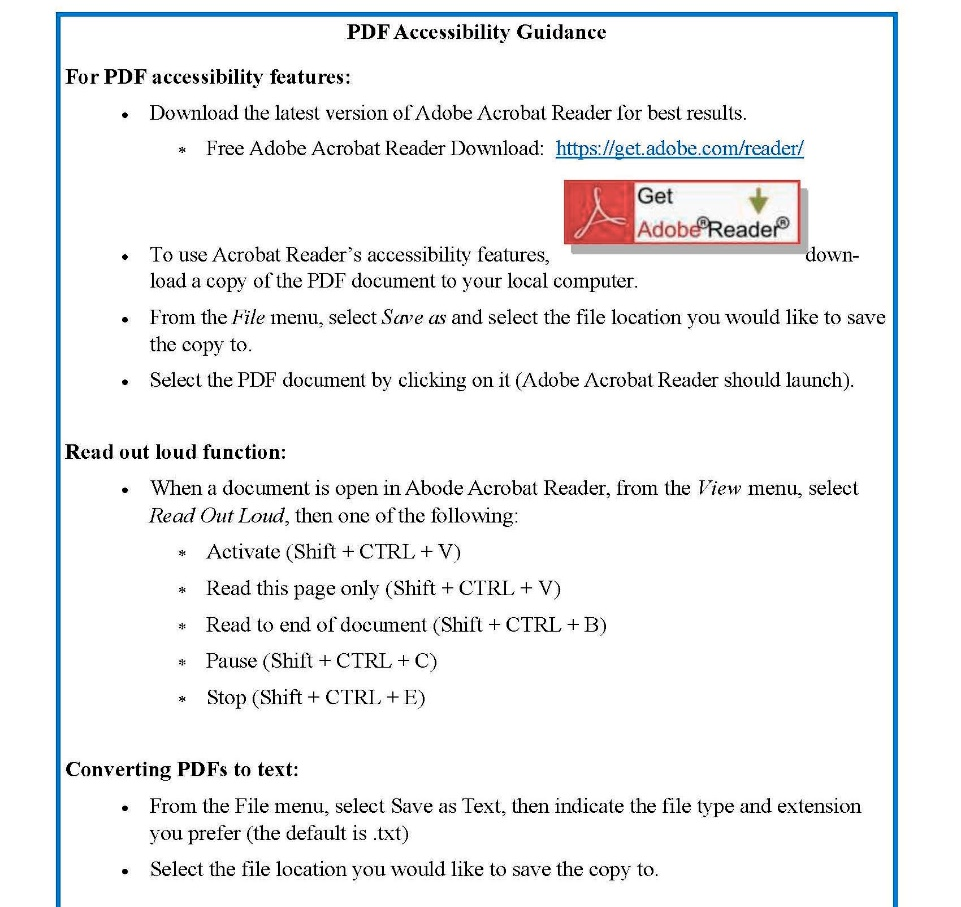 PDF Accessibility Guidance
For PDF accessibility features:
• Download the latest version of Adobe Acrobat Reader for best results.
* Free Adobe Acrobat Reader Download: https://get.adobe.com/reader/
Get
Adobe®Reader®
• To use Acrobat Reader's accessibility features, down-
load a copy of the PDF document to your local computer.
• From the File menu, select Save as and select the file location you would like to save
the copy to.
• Select the PDF document by clicking on it (Adobe Acrobat Reader should launch).
Read out loud function:
• When a document is open in Abode Acrobat Reader, from the View menu, select
Read Out Loud, then one of the following:
* Activate (Shift + CTRL + V)
* Read this page only (Shift + CTRL + V)
* Read to end of document (Shift + CTRL + B)
* Pause (Shift + CTRL + C)
* Stop (Shift + CTRL + E)
Converting PDFs to text:
• From the File menu, select Save as Text, then indicate the file type and extension
you prefer (the default is .txt)
• Select the file location you would like to save the copy to.